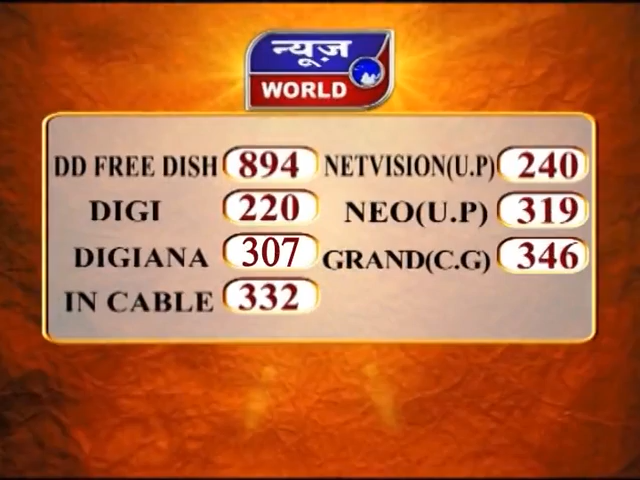 न्यूज़
WORLD
DD FREE DISH 894 NETVISION(U.P) 240
DIGI 220 NEO(U.P) 319
DIGIANA 307 GRAND(C.G) 346
IN CABLE 332